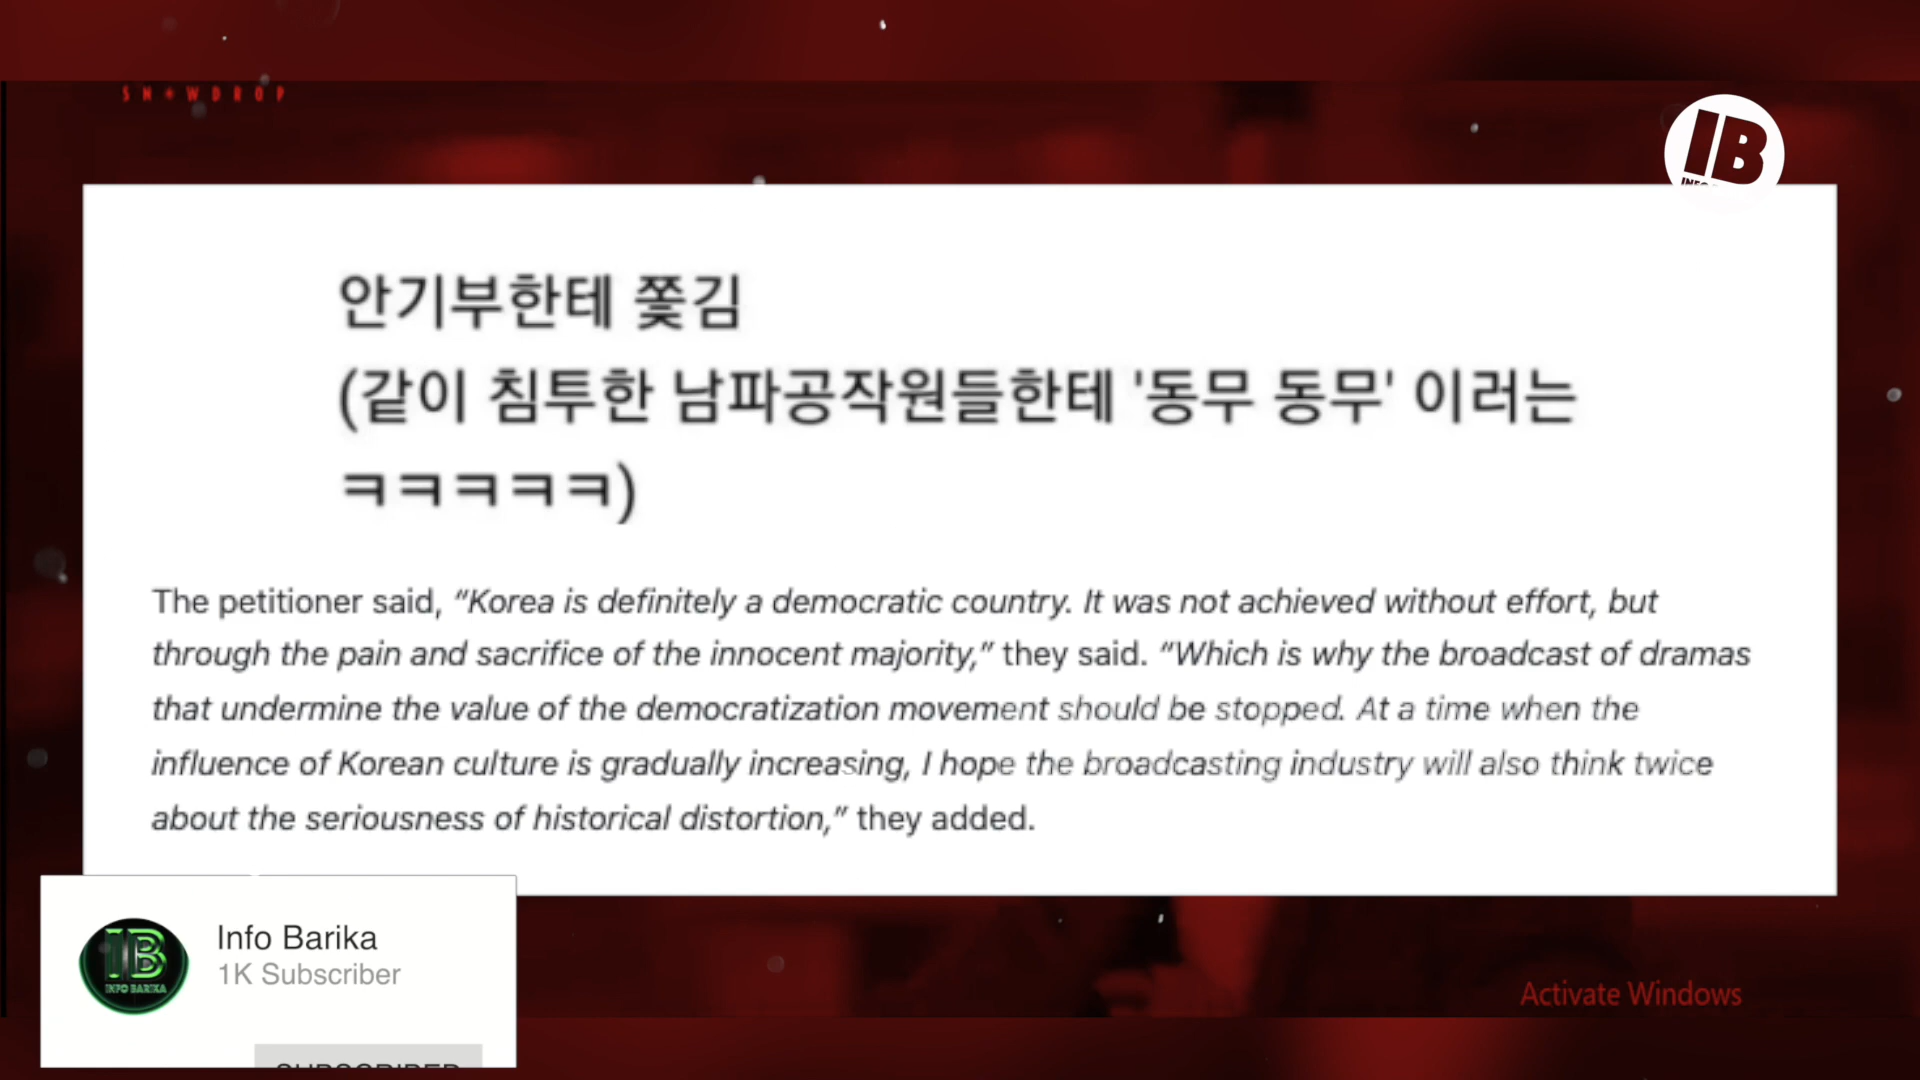 SN*WDROP
IB
안기부한테 쫓김
(같이 침투한 남파공작원들한테 '동무 동무' 이러는
ㅋㅋㅋㅋㅋ)
The petitioner said, “Korea is definitely a democratic country. It was not achieved without effort, but
through the pain and sacrifice of the innocent majority,” they said. “Which is why the broadcast of dramas
that undermine the value of the democratization movement should be stopped. At a time when the
influence of Korean culture is gradually increasing, I hope the broadcasting industry will also think twice
about the seriousness of historical distortion,” they added.
IB
INFO BARIKA
Info Barika
1K Subscriber
Activate Windows